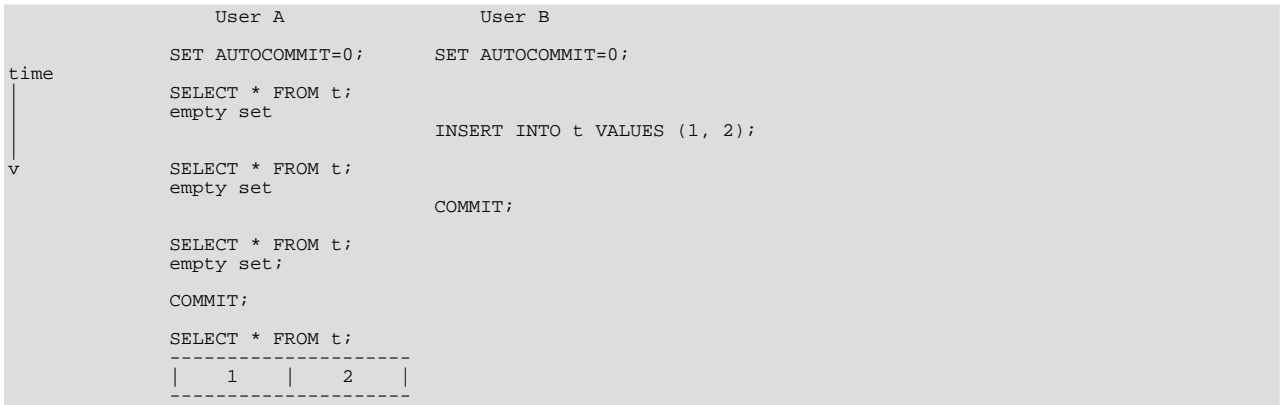 User A User B
SET AUTOCOMMIT=0; SET AUTOCOMMIT=0;
time
| SELECT * FROM t;
| empty set
| INSERT INTO t VALUES (1, 2);
|
v SELECT * FROM t;
empty set
COMMIT;
SELECT * FROM t;
empty set;
COMMIT;
SELECT * FROM t;
---------------------
| 1 | 2 |
---------------------